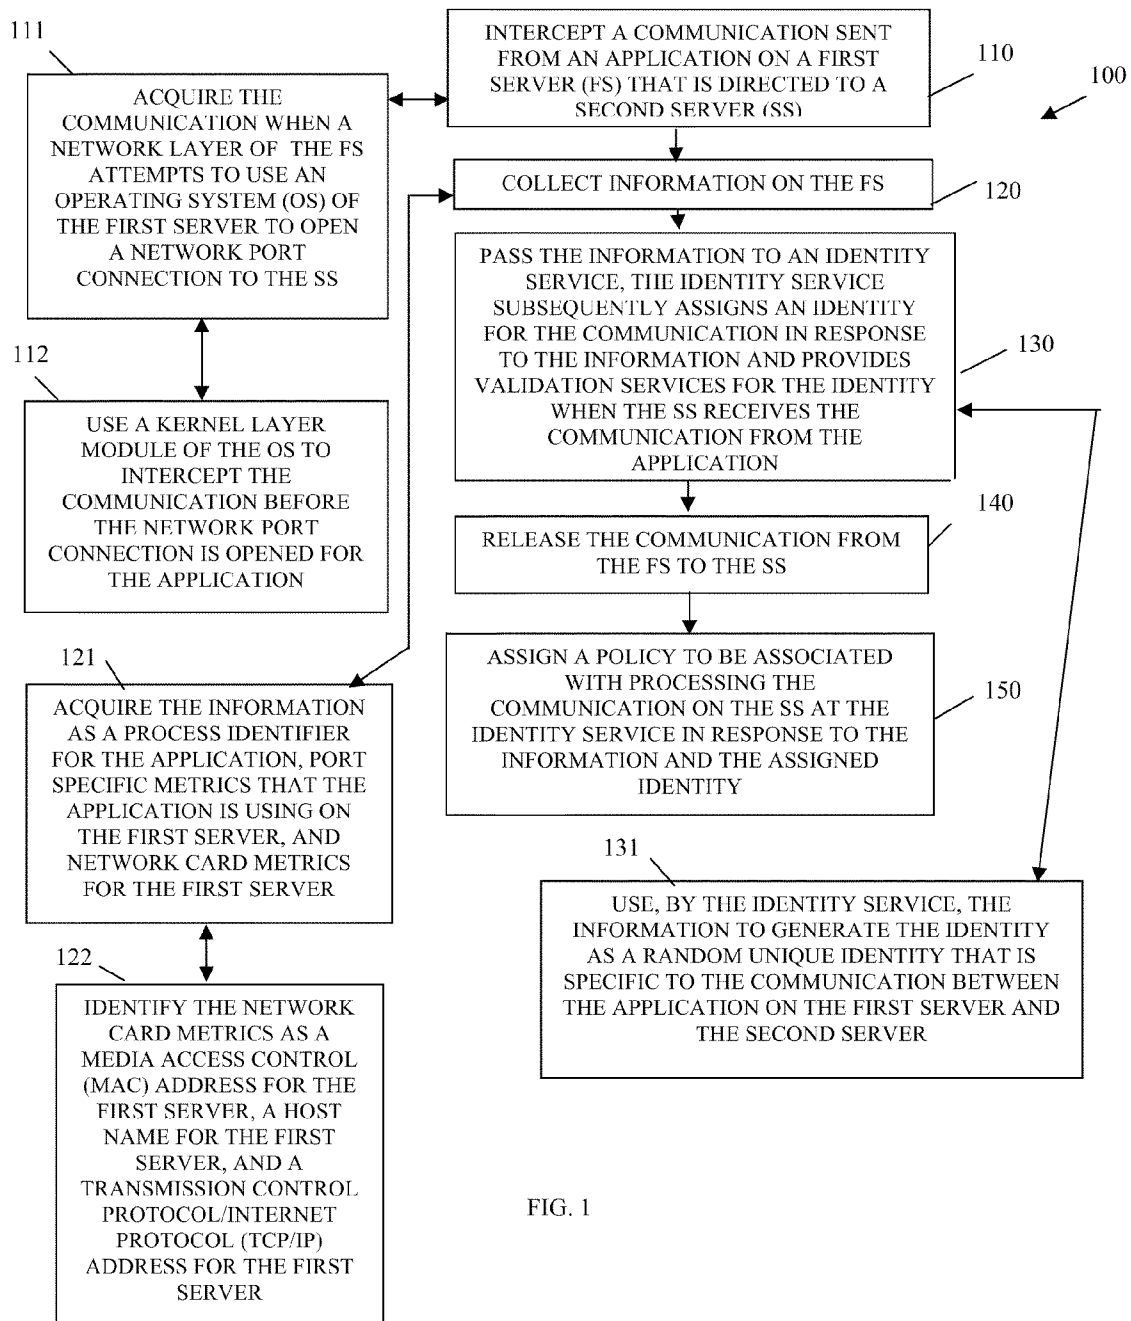 111
ACQUIRE THE
COMMUNICATION WHEN A
NETWORK LAYER OF THE FS
ATTEMPTS TO USE AN
OPERATING SYSTEM (OS) OF
THE FIRST SERVER TO OPEN
A NETWORK PORT
CONNECTION TO THE SS
INTERCEPT A COMMUNICATION SENT
FROM AN APPLICATION ON A FIRST
SERVER (FS) THAT IS DIRECTED TO A
SECOND SERVER (SS)
110
100
COLLECT INFORMATION ON THE FS
120
PASS THE INFORMATION TO AN IDENTITY
SERVICE, THE IDENTITY SERVICE
SUBSEQUENTLY ASSIGNS AN IDENTITY
FOR THE COMMUNICATION IN RESPONSE
TO THE INFORMATION AND PROVIDES
VALIDATION SERVICES FOR THE IDENTITY
WHEN THE SS RECEIVES THE
COMMUNICATION FROM THE
APPLICATION
130
112
USE A KERNEL LAYER
MODULE OF THE OS TO
INTERCEPT THE
COMMUNICATION BEFORE
THE NETWORK PORT
CONNECTION IS OPENED FOR
THE APPLICATION
140
RELEASE THE COMMUNICATION FROM
THE FS TO THE SS
121
ACQUIRE THE INFORMATION
AS A PROCESS IDENTIFIER
FOR THE APPLICATION, PORT
SPECIFIC METRICS THAT THE
APPLICATION IS USING ON
THE FIRST SERVER, AND
NETWORK CARD METRICS
FOR THE FIRST SERVER
ASSIGN A POLICY TO BE ASSOCIATED
WITH PROCESSING THE
COMMUNICATION ON THE SS AT THE
IDENTITY SERVICE IN RESPONSE TO THE
INFORMATION AND THE ASSIGNED
IDENTITY
150
131
USE, BY THE IDENTITY SERVICE, THE
INFORMATION TO GENERATE THE IDENTITY
AS A RANDOM UNIQUE IDENTITY THAT IS
SPECIFIC TO THE COMMUNICATION BETWEEN
THE APPLICATION ON THE FIRST SERVER AND
THE SECOND SERVER
122
IDENTIFY THE NETWORK
CARD METRICS AS A
MEDIA ACCESS CONTROL
(MAC) ADDRESS FOR THE
FIRST SERVER, A HOST
NAME FOR THE FIRST
SERVER, AND A
TRANSMISSION CONTROL
PROTOCOL/INTERNET
PROTOCOL (TCP/IP)
ADDRESS FOR THE FIRST
SERVER
FIG. 1